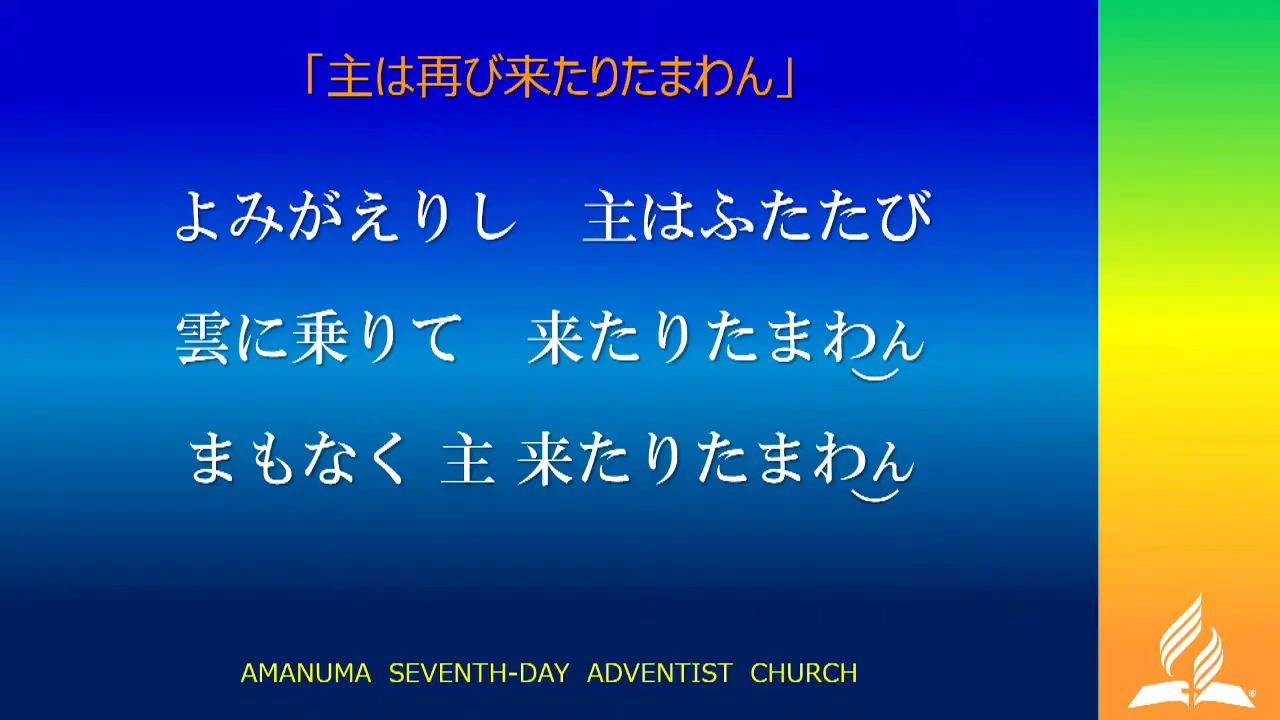 「主は再び来たりたまわん」
よみがえりし　主はふたたび
雲に乗りて　来たりたまわん
まもなく 主 来たりたまわん
AMANUMA SEVENTH-DAY ADVENTIST CHURCH
®